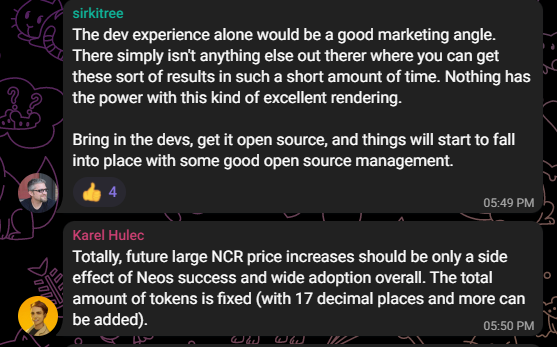 sirkitree
The dev experience alone would be a good marketing angle.
There simply isn't anything else out therer where you can get
these sort of results in such a short amount of time. Nothing has
the power with this kind of excellent rendering.
Bring in the devs, get it open source, and things will start to fall
into place with some good open source management.
👍 4
05:49 PM
Karel Hulec
Totally, future large NCR price increases should be only a side
effect of Neos success and wide adoption overall. The total
amount of tokens is fixed (with 17 decimal places and more can
be added).
05:50 PM